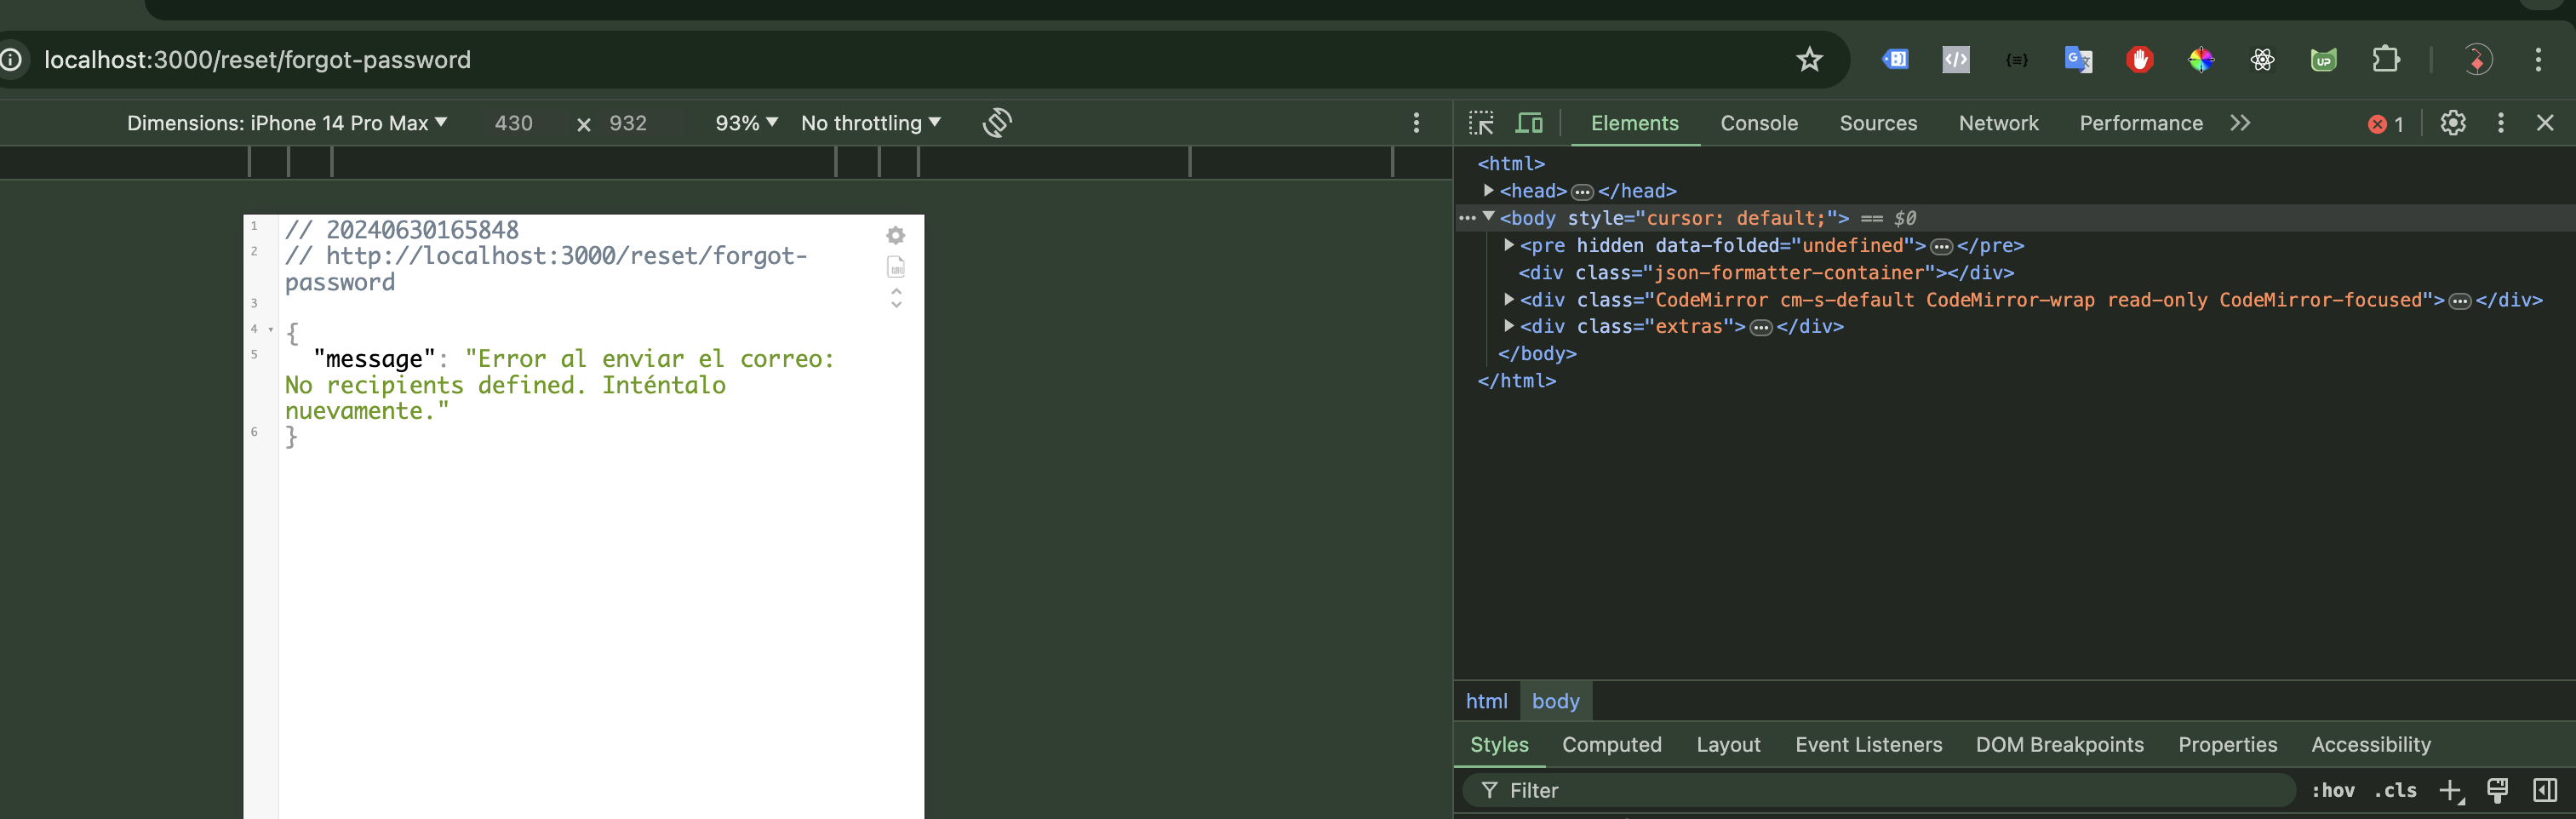 localhost:3000/reset/forgot-password
UP
Dimensions: iPhone 14 Pro Max 430 × 932 93% No throttling
Elements Console Sources Network Performance 1
1 // 20240630165848
2 // http://localhost:3000/reset/forgot-
password
3
4 {
5 "message": "Error al enviar el correo:
No recipients defined. Inténtalo
nuevamente."
6 }
<html>
<head> ••• </head>
••• <body style="cursor: default;"> == $0
<pre hidden data-folded="undefined"> ••• </pre>
<div class="json-formatter-container"></div>
<div class="CodeMirror cm-s-default CodeMirror-wrap read-only CodeMirror-focused"> ••• </div>
<div class="extras"> ••• </div>
</body>
</html>
html body
Styles Computed Layout Event Listeners DOM Breakpoints Properties Accessibility
Filter :hov .cls